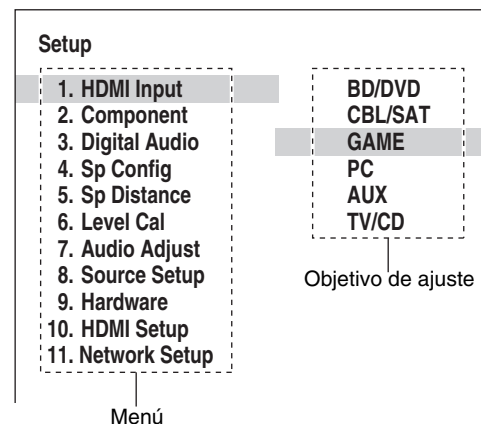 Setup
1. HDMI Input
2. Component
3. Digital Audio
4. Sp Config
5. Sp Distance
6. Level Cal
7. Audio Adjust
8. Source Setup
9. Hardware
10. HDMI Setup
11. Network Setup
Menú
BD/DVD
CBL/SAT
GAME
PC
AUX
TV/CD
Objetivo de ajuste